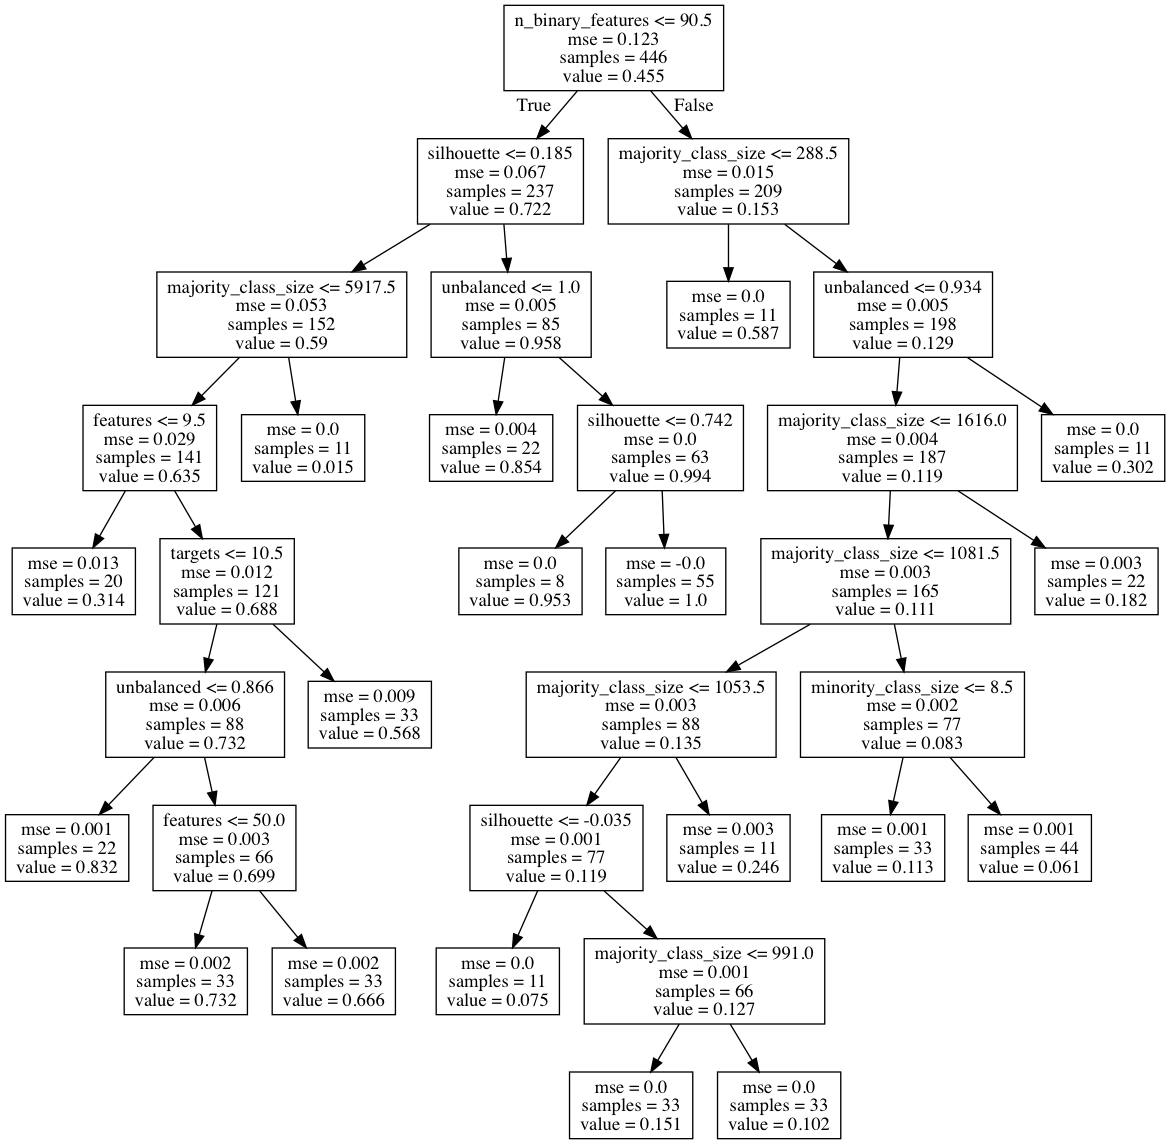 n_binary_features <= 90.5
mse = 0.123
samples = 446
value = 0.455
True
False
silhouette <= 0.185
mse = 0.067
samples = 237
value = 0.722
majority_class_size <= 288.5
mse = 0.015
samples = 209
value = 0.153
majority_class_size <= 5917.5
mse = 0.053
samples = 152
value = 0.59
unbalanced <= 1.0
mse = 0.005
samples = 85
value = 0.958
mse = 0.0
samples = 11
value = 0.587
unbalanced <= 0.934
mse = 0.005
samples = 198
value = 0.129
features <= 9.5
mse = 0.029
samples = 141
value = 0.635
mse = 0.0
samples = 11
value = 0.015
mse = 0.004
samples = 22
value = 0.854
silhouette <= 0.742
mse = 0.0
samples = 63
value = 0.994
majority_class_size <= 1616.0
mse = 0.004
samples = 187
value = 0.119
mse = 0.0
samples = 11
value = 0.302
mse = 0.013
samples = 20
value = 0.314
targets <= 10.5
mse = 0.012
samples = 121
value = 0.688
mse = 0.0
samples = 8
value = 0.953
mse = -0.0
samples = 55
value = 1.0
majority_class_size <= 1081.5
mse = 0.003
samples = 165
value = 0.111
mse = 0.003
samples = 22
value = 0.182
unbalanced <= 0.866
mse = 0.006
samples = 88
value = 0.732
mse = 0.009
samples = 33
value = 0.568
majority_class_size <= 1053.5
mse = 0.003
samples = 88
value = 0.135
minority_class_size <= 8.5
mse = 0.002
samples = 77
value = 0.083
mse = 0.001
samples = 22
value = 0.832
features <= 50.0
mse = 0.003
samples = 66
value = 0.699
silhouette <= -0.035
mse = 0.001
samples = 77
value = 0.119
mse = 0.003
samples = 11
value = 0.246
mse = 0.001
samples = 33
value = 0.113
mse = 0.001
samples = 44
value = 0.061
mse = 0.002
samples = 33
value = 0.732
mse = 0.002
samples = 33
value = 0.666
mse = 0.0
samples = 11
value = 0.075
majority_class_size <= 991.0
mse = 0.001
samples = 66
value = 0.127
mse = 0.0
samples = 33
value = 0.151
mse = 0.0
samples = 33
value = 0.102